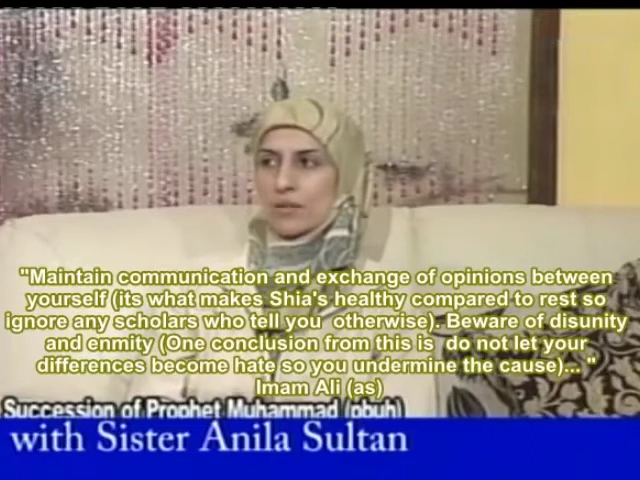 "Maintain communication and exchange of opinions between
yourself (its what makes Shia's healthy compared to rest so
ignore any scholars who tell you otherwise). Beware of disunity
and enmity (One conclusion from this is do not let your
differences become hate so you undermine the cause)... "
Imam Ali (as)
Succession of Prophet Muhammad (pbuh)
with Sister Anila Sultan